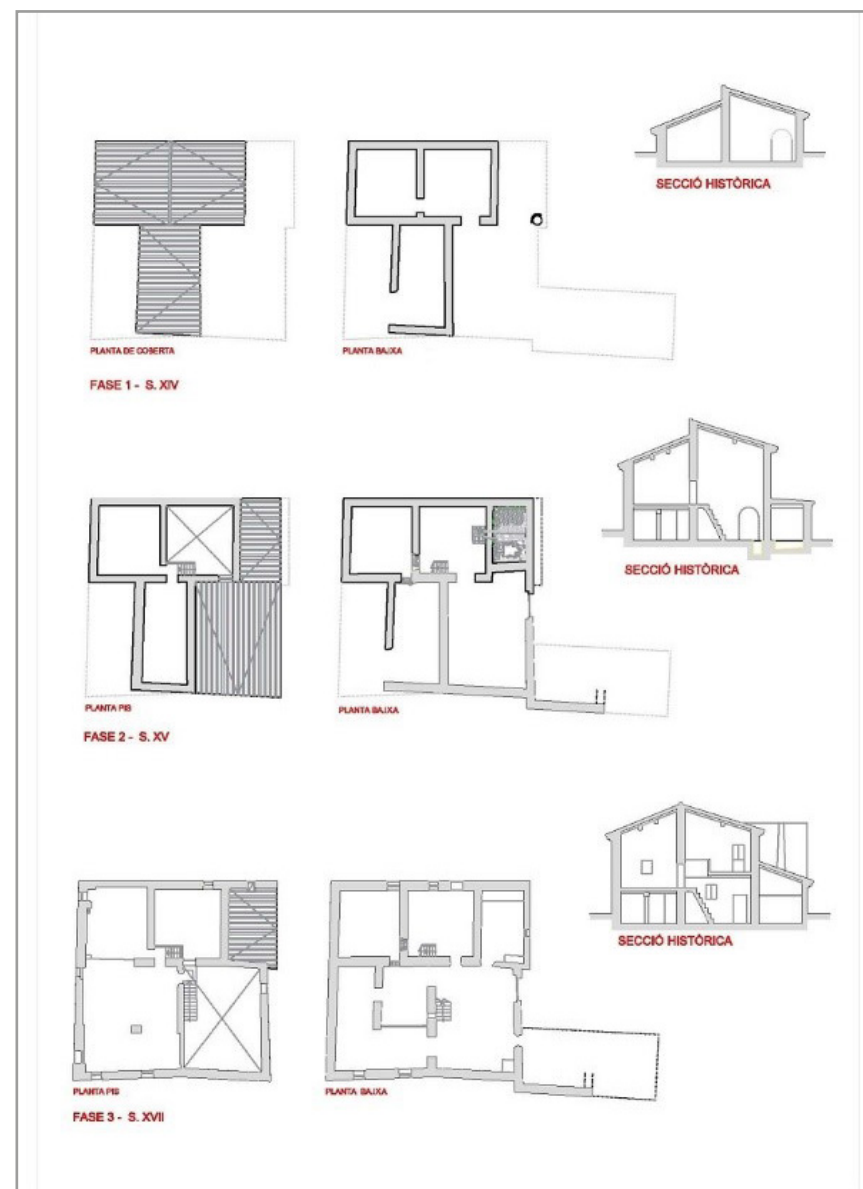 SECCIÓ HISTÒRICA
PLANTA DE COBERTA
PLANTA BAIXA
FASE 1 - S. XIV
SECCIÓ HISTÒRICA
PLANTA PIS
PLANTA BAIXA
FASE 2 - S. XV
SECCIÓ HISTÒRICA
PLANTA PIS
PLANTA BAIXA
FASE 3 - S. XVII